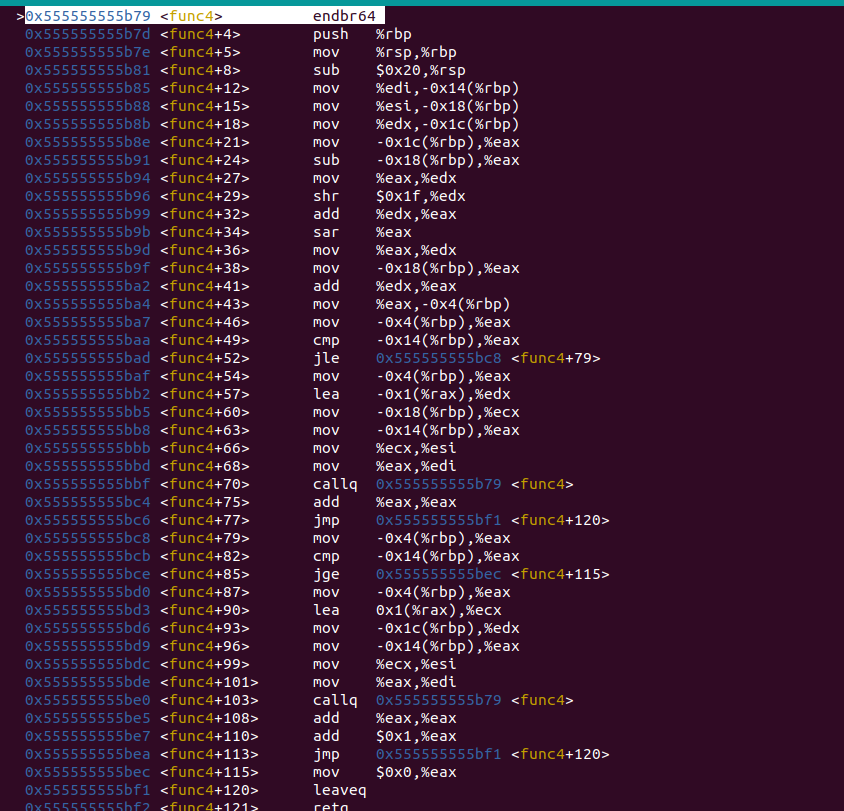 >0x555555555b79 <func4> endbr64
0x555555555b7d <func4+4> push %rbp
0x555555555b7e <func4+5> mov %rsp,%rbp
0x555555555b81 <func4+8> sub $0x20,%rsp
0x555555555b85 <func4+12> mov %edi,-0x14(%rbp)
0x555555555b88 <func4+15> mov %esi,-0x18(%rbp)
0x555555555b8b <func4+18> mov %edx,-0x1c(%rbp)
0x555555555b8e <func4+21> mov -0x1c(%rbp),%eax
0x555555555b91 <func4+24> sub -0x18(%rbp),%eax
0x555555555b94 <func4+27> mov %eax,%edx
0x555555555b96 <func4+29> shr $0x1f,%edx
0x555555555b99 <func4+32> add %edx,%eax
0x555555555b9b <func4+34> sar %eax
0x555555555b9d <func4+36> mov %eax,%edx
0x555555555b9f <func4+38> mov -0x18(%rbp),%eax
0x555555555ba2 <func4+41> add %edx,%eax
0x555555555ba4 <func4+43> mov %eax,-0x4(%rbp)
0x555555555ba7 <func4+46> mov -0x4(%rbp),%eax
0x555555555baa <func4+49> cmp -0x14(%rbp),%eax
0x555555555bad <func4+52> jle 0x555555555bc8 <func4+79>
0x555555555baf <func4+54> mov -0x4(%rbp),%eax
0x555555555bb2 <func4+57> lea -0x1(%rax),%edx
0x555555555bb5 <func4+60> mov -0x18(%rbp),%ecx
0x555555555bb8 <func4+63> mov -0x14(%rbp),%eax
0x555555555bbb <func4+66> mov %ecx,%esi
0x555555555bbd <func4+68> mov %eax,%edi
0x555555555bbf <func4+70> callq 0x555555555b79 <func4>
0x555555555bc4 <func4+75> add %eax,%eax
0x555555555bc6 <func4+77> jmp 0x555555555bf1 <func4+120>
0x555555555bc8 <func4+79> mov -0x4(%rbp),%eax
0x555555555bcb <func4+82> cmp -0x14(%rbp),%eax
0x555555555bce <func4+85> jge 0x555555555bec <func4+115>
0x555555555bd0 <func4+87> mov -0x4(%rbp),%eax
0x555555555bd3 <func4+90> lea 0x1(%rax),%ecx
0x555555555bd6 <func4+93> mov -0x1c(%rbp),%edx
0x555555555bd9 <func4+96> mov -0x14(%rbp),%eax
0x555555555bdc <func4+99> mov %ecx,%esi
0x555555555bde <func4+101> mov %eax,%edi
0x555555555be0 <func4+103> callq 0x555555555b79 <func4>
0x555555555be5 <func4+108> add %eax,%eax
0x555555555be7 <func4+110> add $0x1,%eax
0x555555555bea <func4+113> jmp 0x555555555bf1 <func4+120>
0x555555555bec <func4+115> mov $0x0,%eax
0x555555555bf1 <func4+120> leaveq
0x555555555bf2 <func4+121> retq